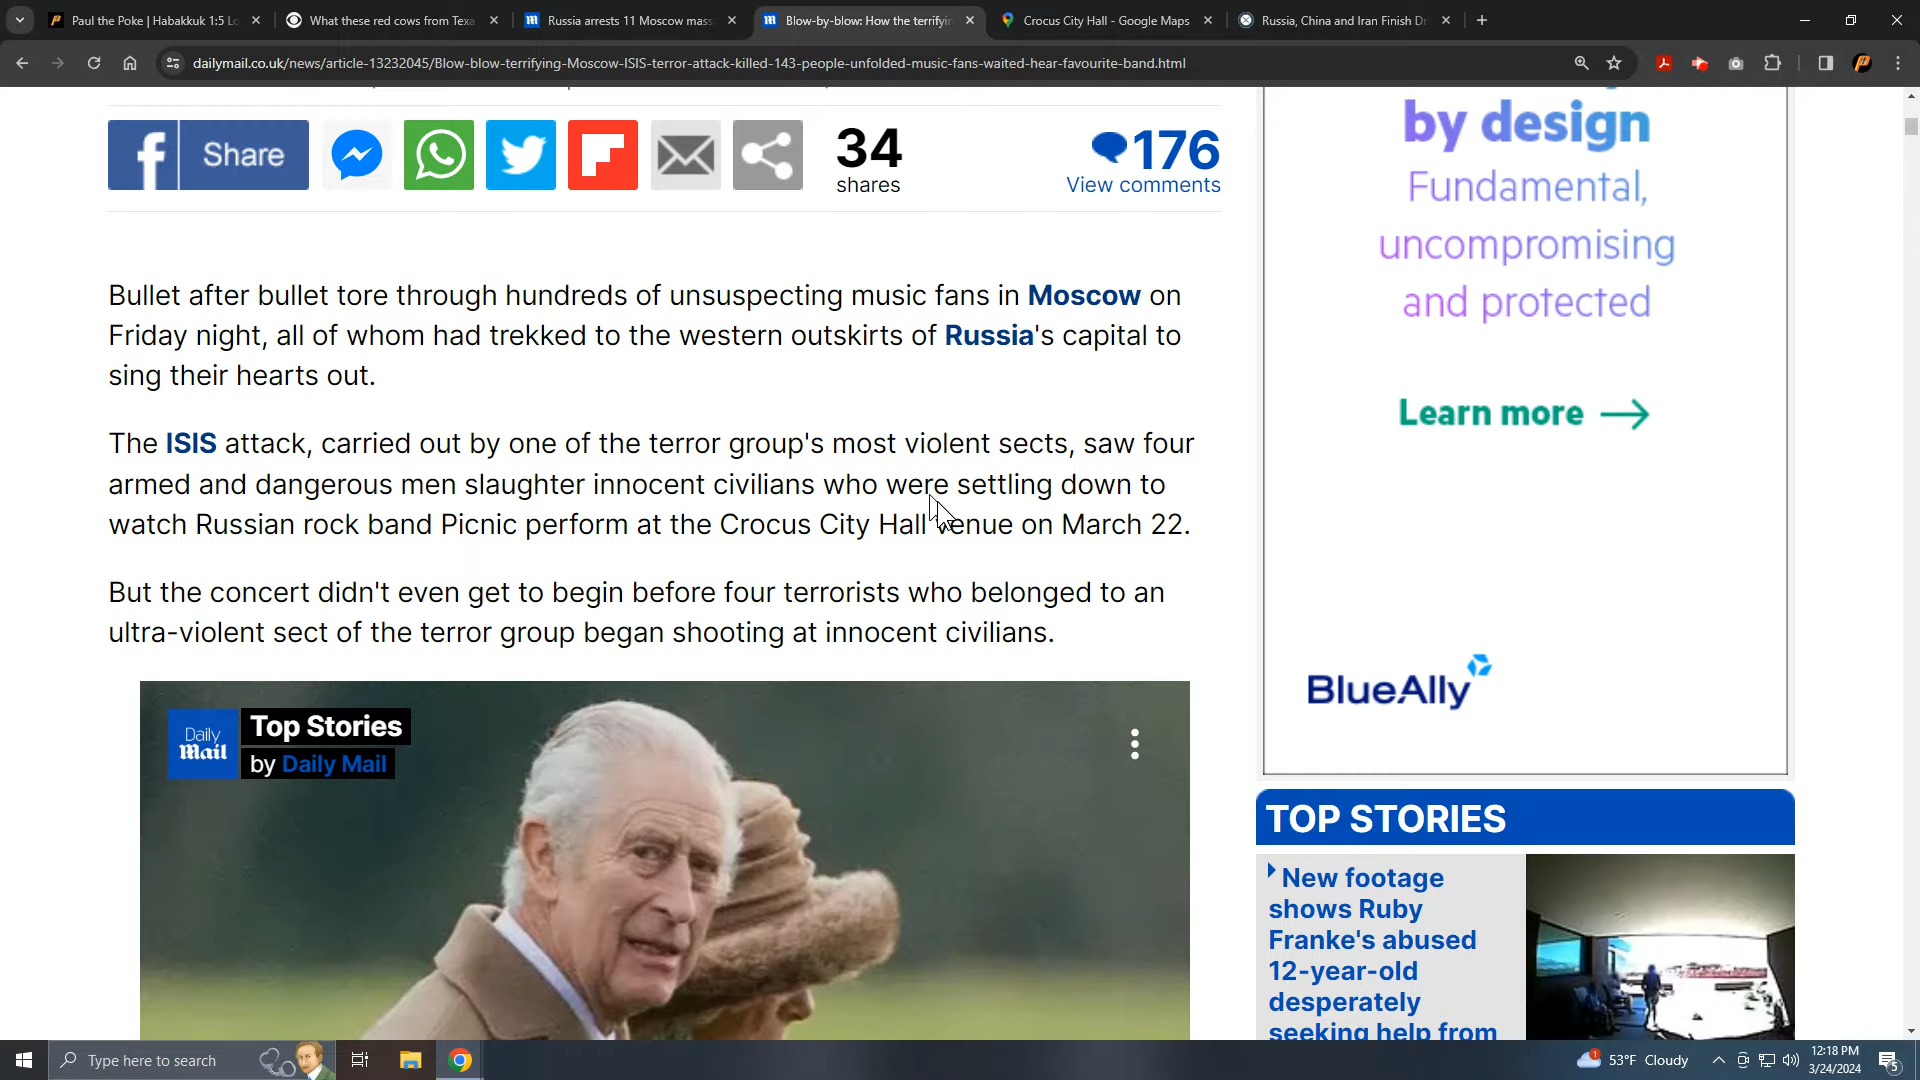 Paul the Poke | Habakkuk 1:5 Lo
What these red cows from Texa
Russia arrests 11 Moscow mass
Blow-by-blow: How the terrifyin
Crocus City Hall - Google Maps
Russia, China and Iran Finish Dr
dailymail.co.uk/news/article-13232045/Blow-blow-terrifying-Moscow-ISIS-terror-attack-killed-143-people-unfolded-music-fans-waited-hear-favourite-band.html
Share
34
shares
176
View comments
Bullet after bullet tore through hundreds of unsuspecting music fans in Moscow on
Friday night, all of whom had trekked to the western outskirts of Russia's capital to
sing their hearts out.
The ISIS attack, carried out by one of the terror group's most violent sects, saw four
armed and dangerous men slaughter innocent civilians who were settling down to
watch Russian rock band Picnic perform at the Crocus City Hall venue on March 22.
But the concert didn't even get to begin before four terrorists who belonged to an
ultra-violent sect of the terror group began shooting at innocent civilians.
Daily
Mail
Top Stories
by Daily Mail
by design
Fundamental,
uncompromising
and protected
Learn more
BlueAlly
TOP STORIES
New footage
shows Ruby
Franke's abused
12-year-old
desperately
seeking help from
Type here to search
53°F Cloudy
12:18 PM
3/24/2024
5